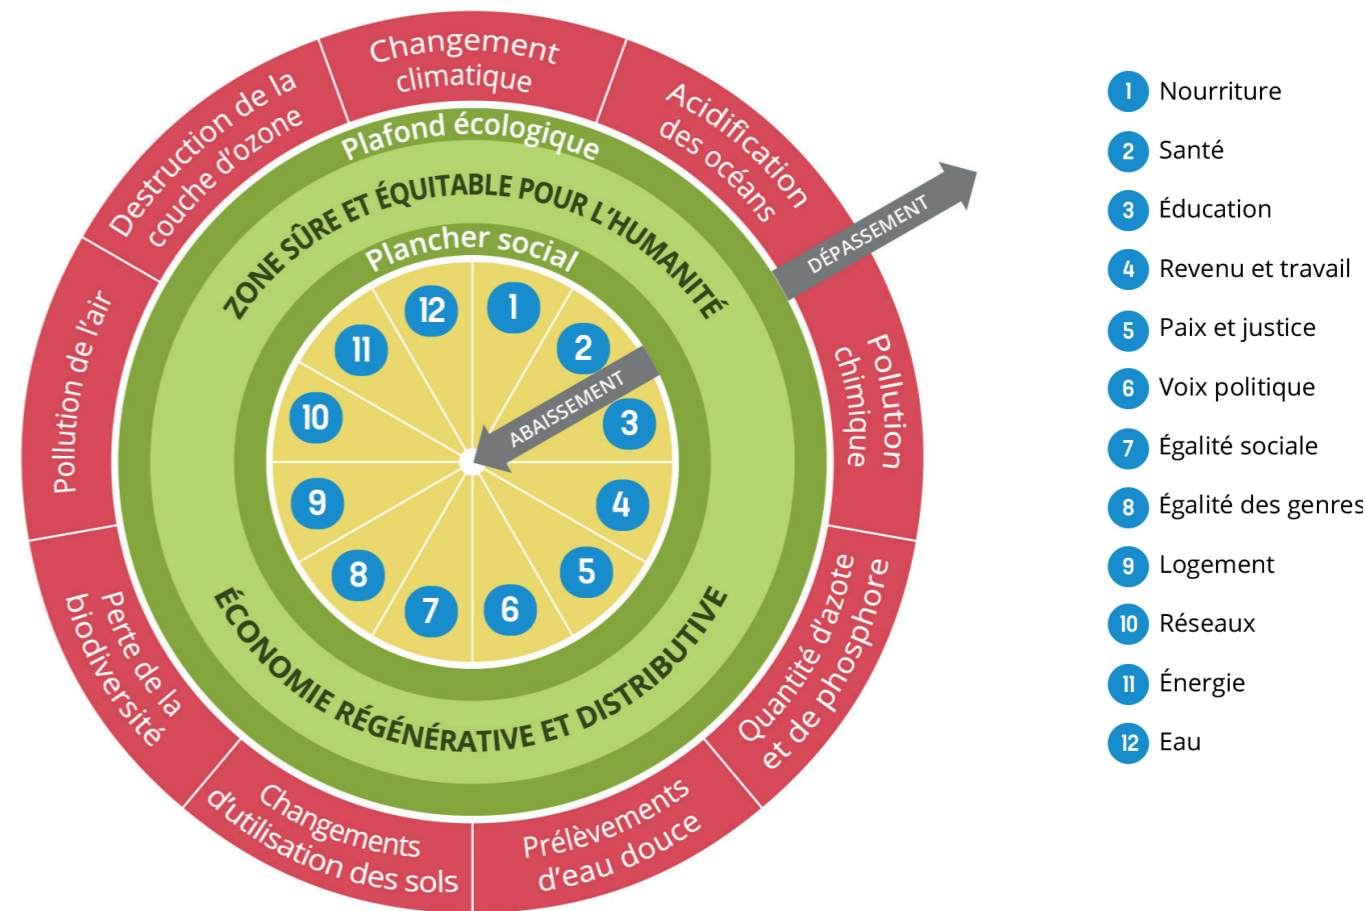 Changement
climatique
Acidification
des océans
Pollution
chimique
Quantité d'azote
et de phosphore
Prélèvements
d'eau douce
Changements
d'utilisation des sols
Perte de la
biodiversité
Pollution de l'air
Destruction de la
couche d'ozone
Plafond écologique
ZONE SÛRE ET ÉQUITABLE POUR L'HUMANITÉ
Plancher social
DÉPASSEMENT
ABAISSEMENT
1
2
3
4
5
6
7
8
9
10
11
12
ÉCONOMIE RÉGÉNÉRATIVE ET DISTRIBUTIVE
1 Nourriture
2 Santé
3 Éducation
4 Revenu et travail
5 Paix et justice
6 Voix politique
7 Égalité sociale
8 Égalité des genres
9 Logement
10 Réseaux
11 Énergie
12 Eau